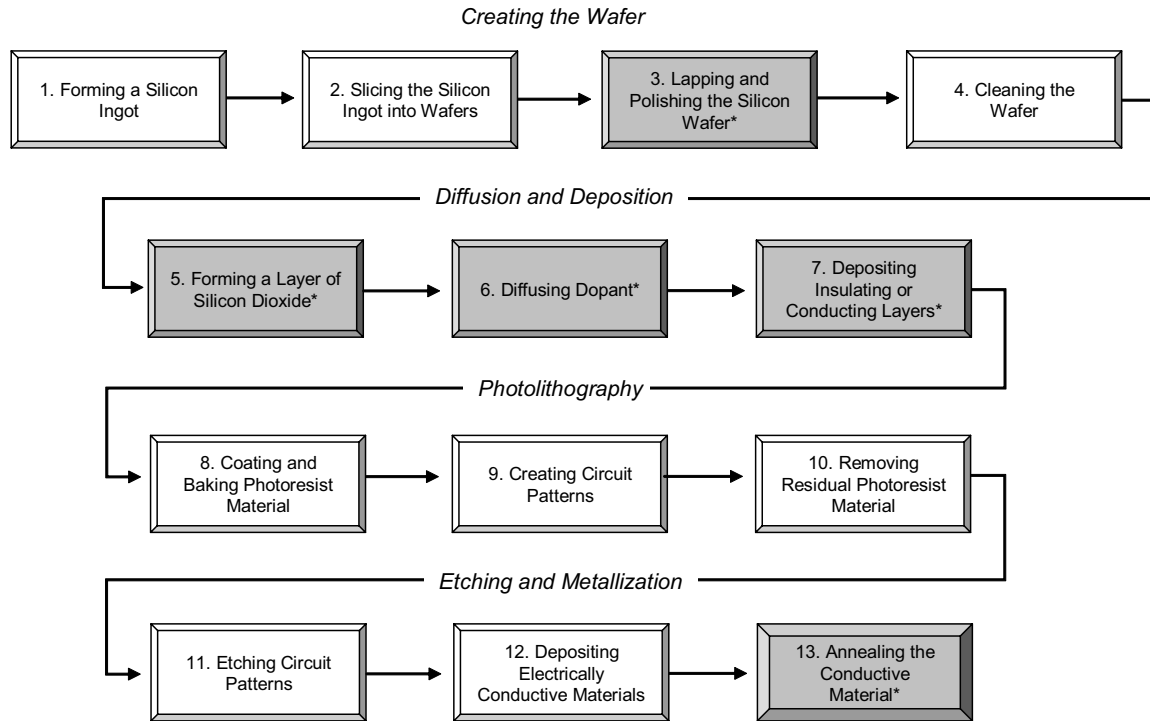 Creating the Wafer
1. Forming a Silicon
Ingot
2. Slicing the Silicon
Ingot into Wafers
3. Lapping and
Polishing the Silicon
Wafer*
4. Cleaning the
Wafer
Diffusion and Deposition
5. Forming a Layer of
Silicon Dioxide*
6. Diffusing Dopant*
7. Depositing
Insulating or
Conducting Layers*
Photolithography
8. Coating and
Baking Photoresist
Material
9. Creating Circuit
Patterns
10. Removing
Residual Photoresist
Material
Etching and Metallization
11. Etching Circuit
Patterns
12. Depositing
Electrically
Conductive Materials
13. Annealing the
Conductive
Material*